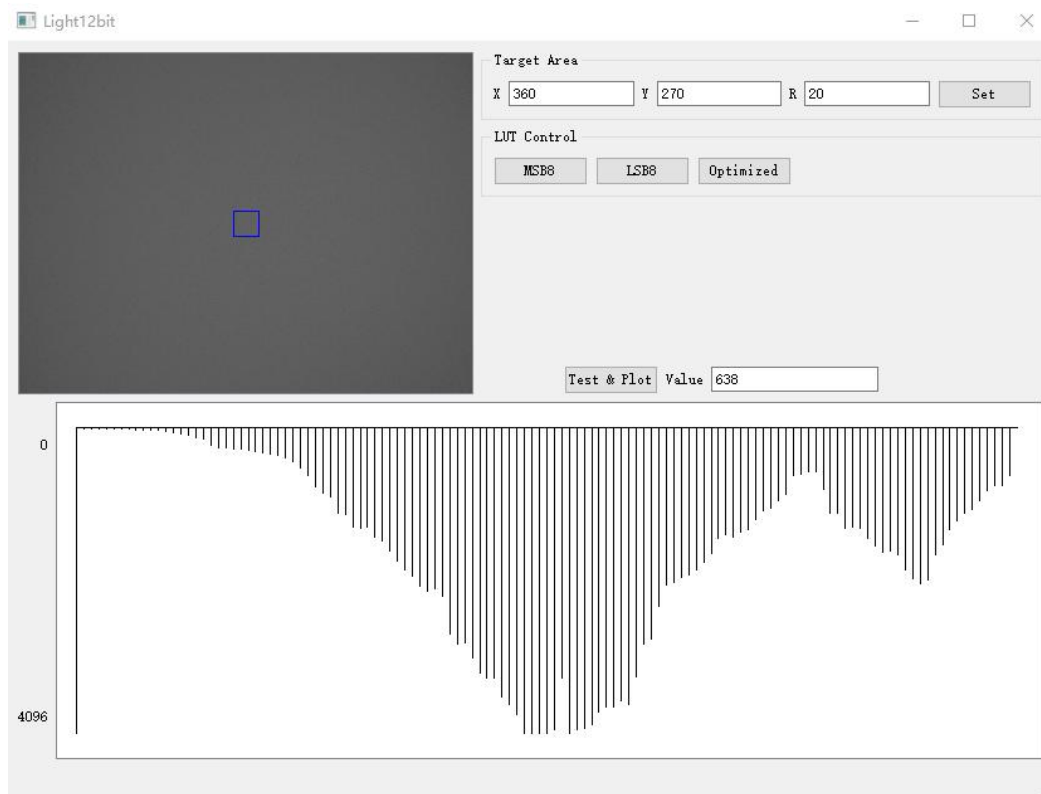 Light12bit
Target Area
X 360 Y 270 R 20 Set
LUT Control
MSB8 LSB8 Optimized
Test & Plot Value 638
0
4096